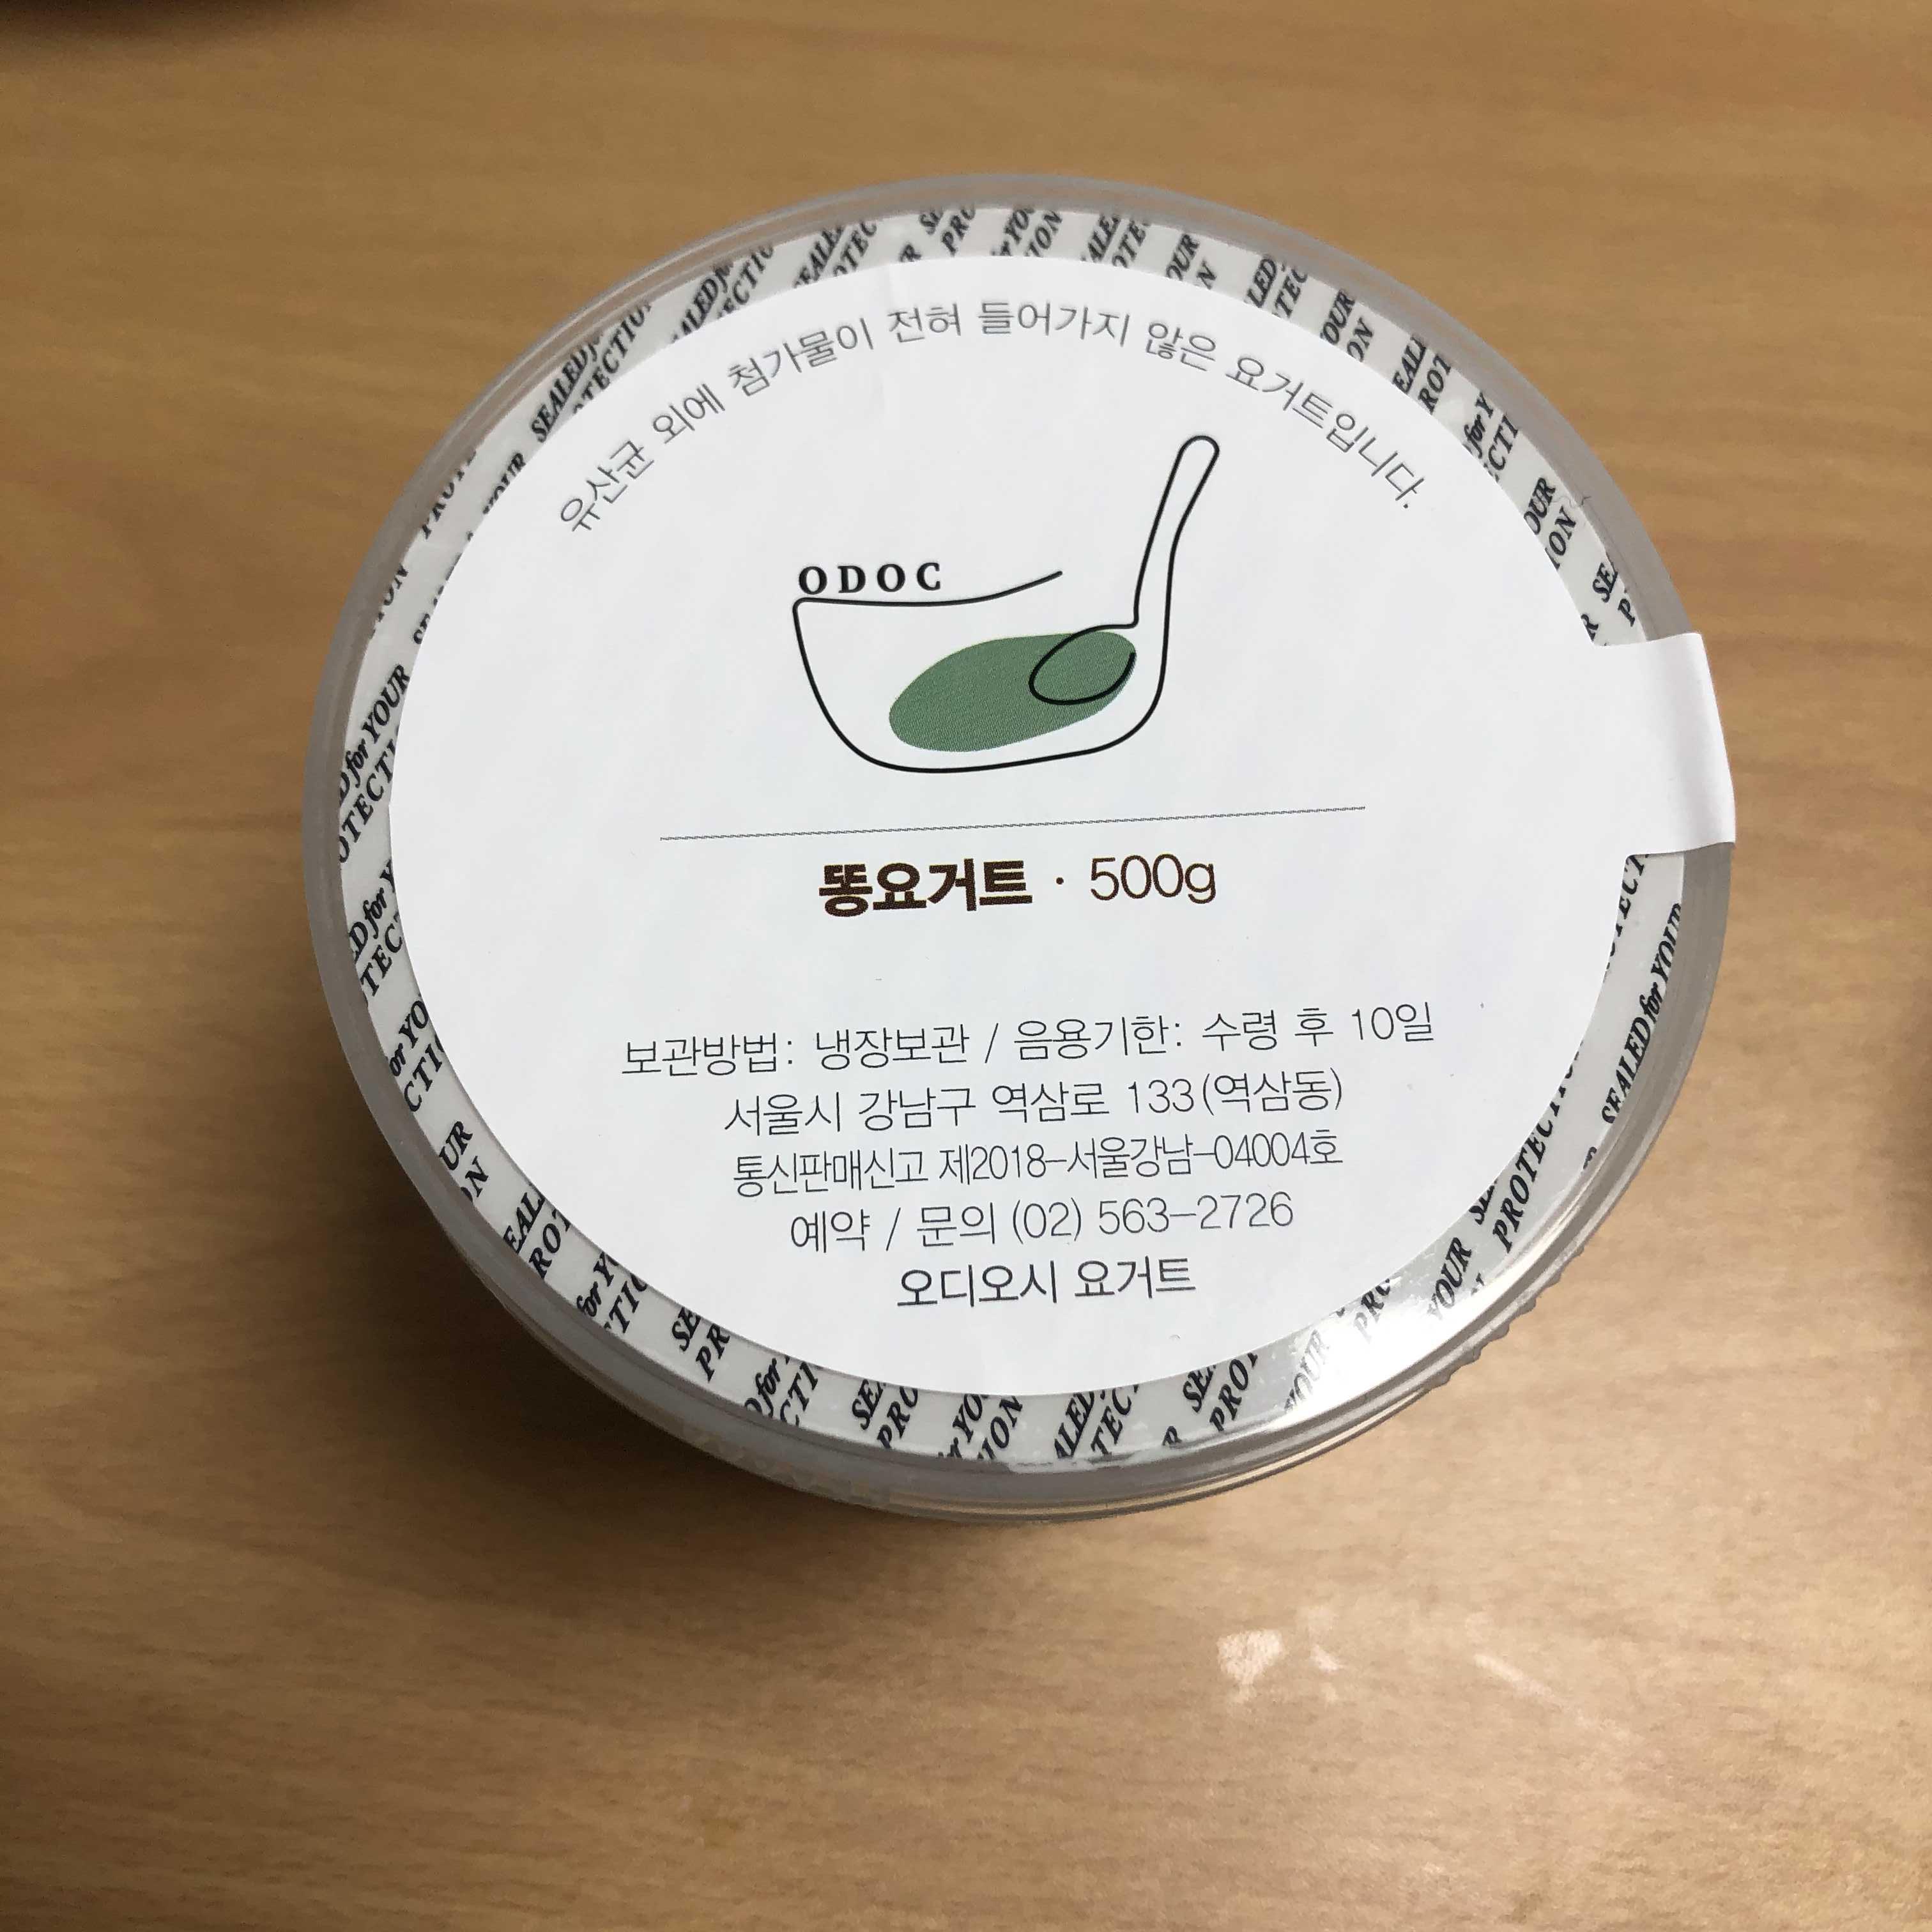 유산균 외에 첨가물이 전혀 들어가지 않은 요거트입니다.
ODOC
똥요거트 · 500g
보관방법: 냉장보관 / 음용기한: 수령 후 10일
서울시 강남구 역삼로 133(역삼동)
통신판매신고 제2018-서울강남-04004호
예약 / 문의 (02) 563-2726
오디오시 요거트
SEALED for YOUR
PROTECTION